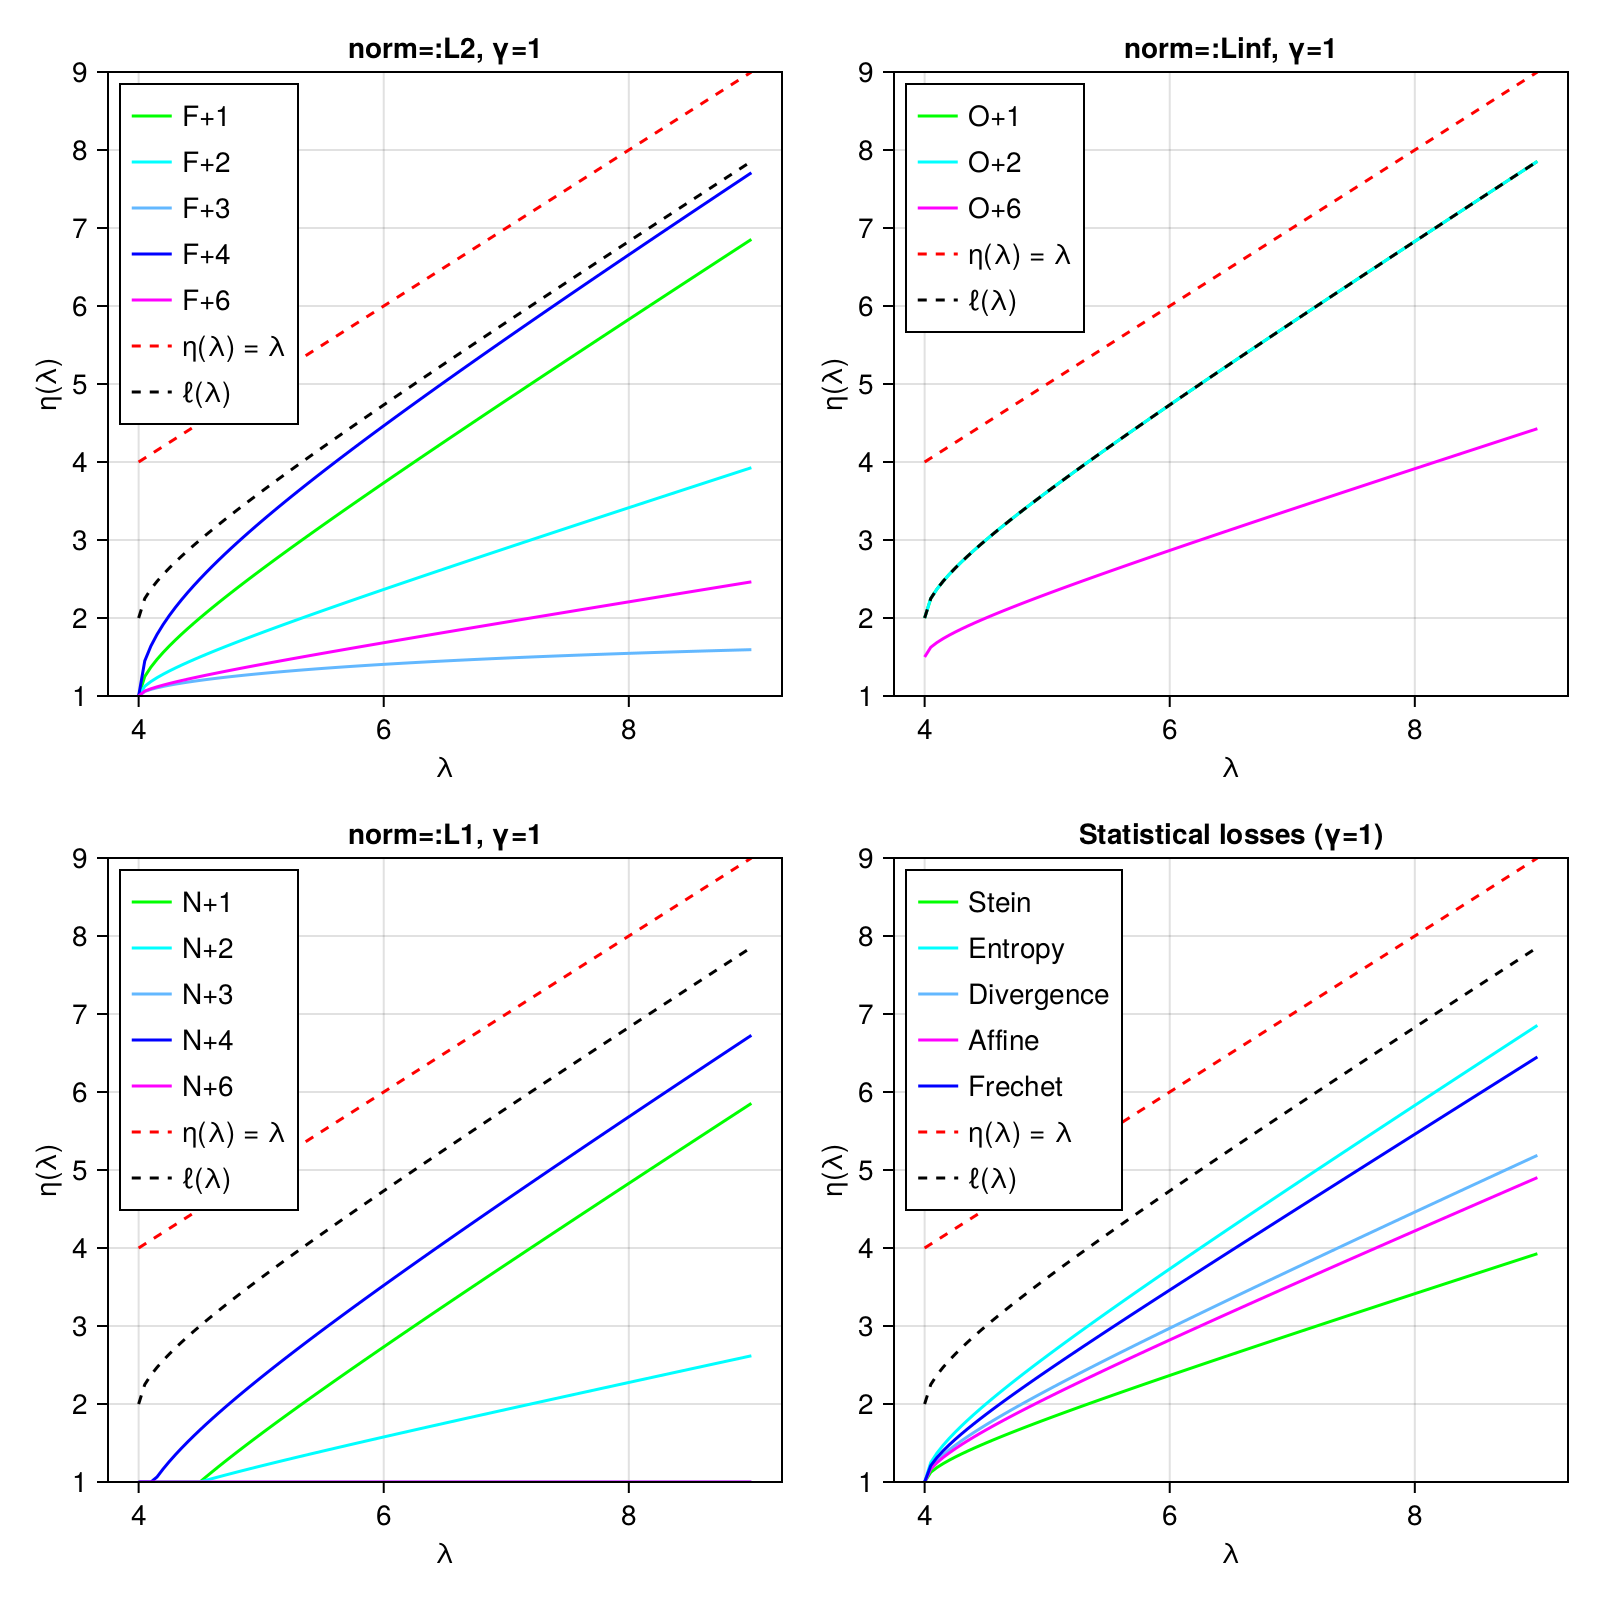 norm=:L2, γ=1
9
8
7
6
5
4
3
2
1
η(λ)
F+1
F+2
F+3
F+4
F+6
η(λ) = λ
ℓ(λ)
4 6 8
λ
norm=:Linf, γ=1
9
8
7
6
5
4
3
2
1
η(λ)
O+1
O+2
O+6
η(λ) = λ
ℓ(λ)
4 6 8
λ
norm=:L1, γ=1
9
8
7
6
5
4
3
2
1
η(λ)
N+1
N+2
N+3
N+4
N+6
η(λ) = λ
ℓ(λ)
4 6 8
λ
Statistical losses (γ=1)
9
8
7
6
5
4
3
2
1
η(λ)
Stein
Entropy
Divergence
Affine
Frechet
η(λ) = λ
ℓ(λ)
4 6 8
λ